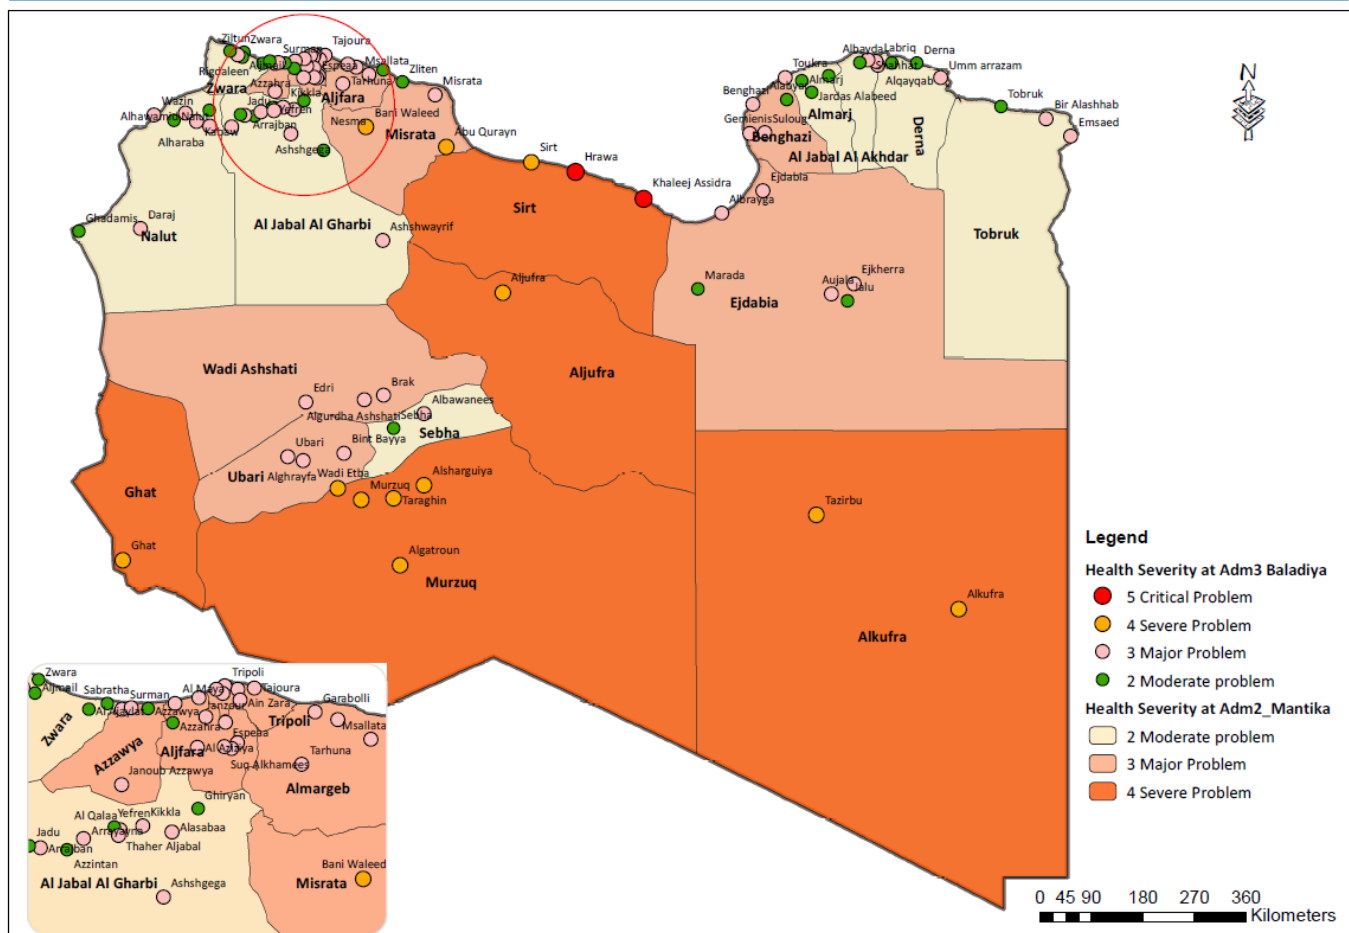 Ziltun
Zwara
Surman
Tajoura
Rigdaleen
Aljmail
Espeaa
Msallata
Zwara
Azzahra
Tarhuna
Zliten
Aljfara
Misrata
Wazin
Jadu
Kikkla
Yefren
Alhawamid
Nalut
Kabaw
Arrajban
Nesma
Bani Waleed
Misrata
Alharaba
Ashshgega
Abu Qurayn
Sirt
Hrawa
Khaleej Assidra
Ghadamis
Daraj
Nalut
Al Jabal Al Gharbi
Ashshwayrif
Sirt
Aljufra
Toukra
Albayda
Labriq
Derna
Shahhat
Umm arrazam
Benghazi
Alabyar
Almarj
Alqayqab
Jardas Alabeed
Tobruk
Bir Alashhab
Gemienis
Suloug
Almarj
Emsaed
Benghazi
Al Jabal Al Akhdar
Derna
Ejdabia
Albrayga
Tobruk
Marada
Aujala
Ejkherra
Jalu
Ejdabia
Wadi Ashshati
Aljufra
Edri
Brak
Algurdha Ashshati
Albawanees
Sebha
Sebha
Ubari
Bint Bayya
Ubari
Alghrayfa
Wadi Etba
Murzuq
Alsharguiya
Taraghin
Ghat
Ghat
Algatroun
Murzuq
Tazirbu
Alkufra
Alkufra
N
Legend
Health Severity at Adm3 Baladiya
5 Critical Problem
4 Severe Problem
3 Major Problem
2 Moderate problem
Health Severity at Adm2_Mantika
2 Moderate problem
3 Major Problem
4 Severe Problem
0 45 90 180 270 360
Kilometers
Zwara
Aljmail
Sabratha
Surman
Al Maya
Tripoli
Tajoura
Al Ajaylat
Azzawya
Janzour
Ain Zara
Garabolli
Zwara
Azzahra
Tripoli
Msallata
Azzawya
Aljfara
Espeaa
Al Aziziya
Suq Alkhamees
Tarhuna
Janoub Azzawya
Almargeb
Ghiryan
Al Qalaa
Yefren
Kikkla
Jadu
Arrayayna
Alasabaa
Arrajban
Thaher Aljabal
Azzintan
Al Jabal Al Gharbi
Ashshgega
Bani Waleed
Misrata